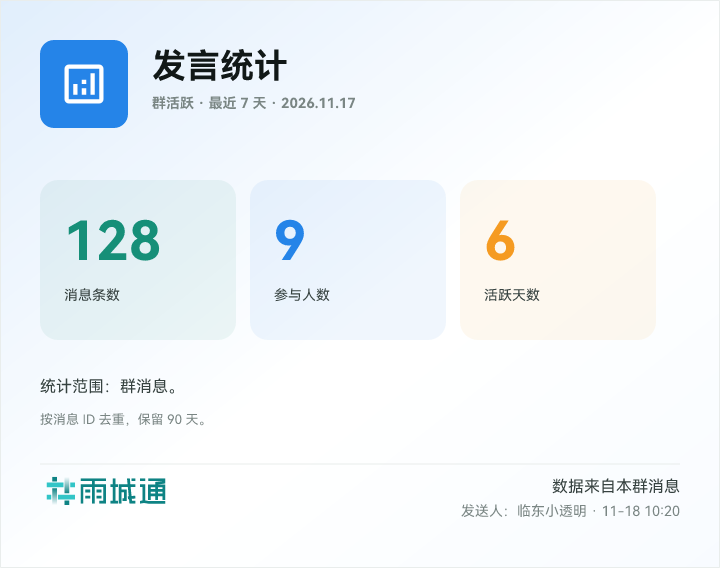 发言统计
群活跃 · 最近 7 天 · 2026.11.17
128
消息条数
9
参与人数
6
活跃天数
统计范围：群消息。
按消息 ID 去重，保留 90 天。
雨城通
数据来自本群消息
发送人：临东小透明 · 11-18 10:20